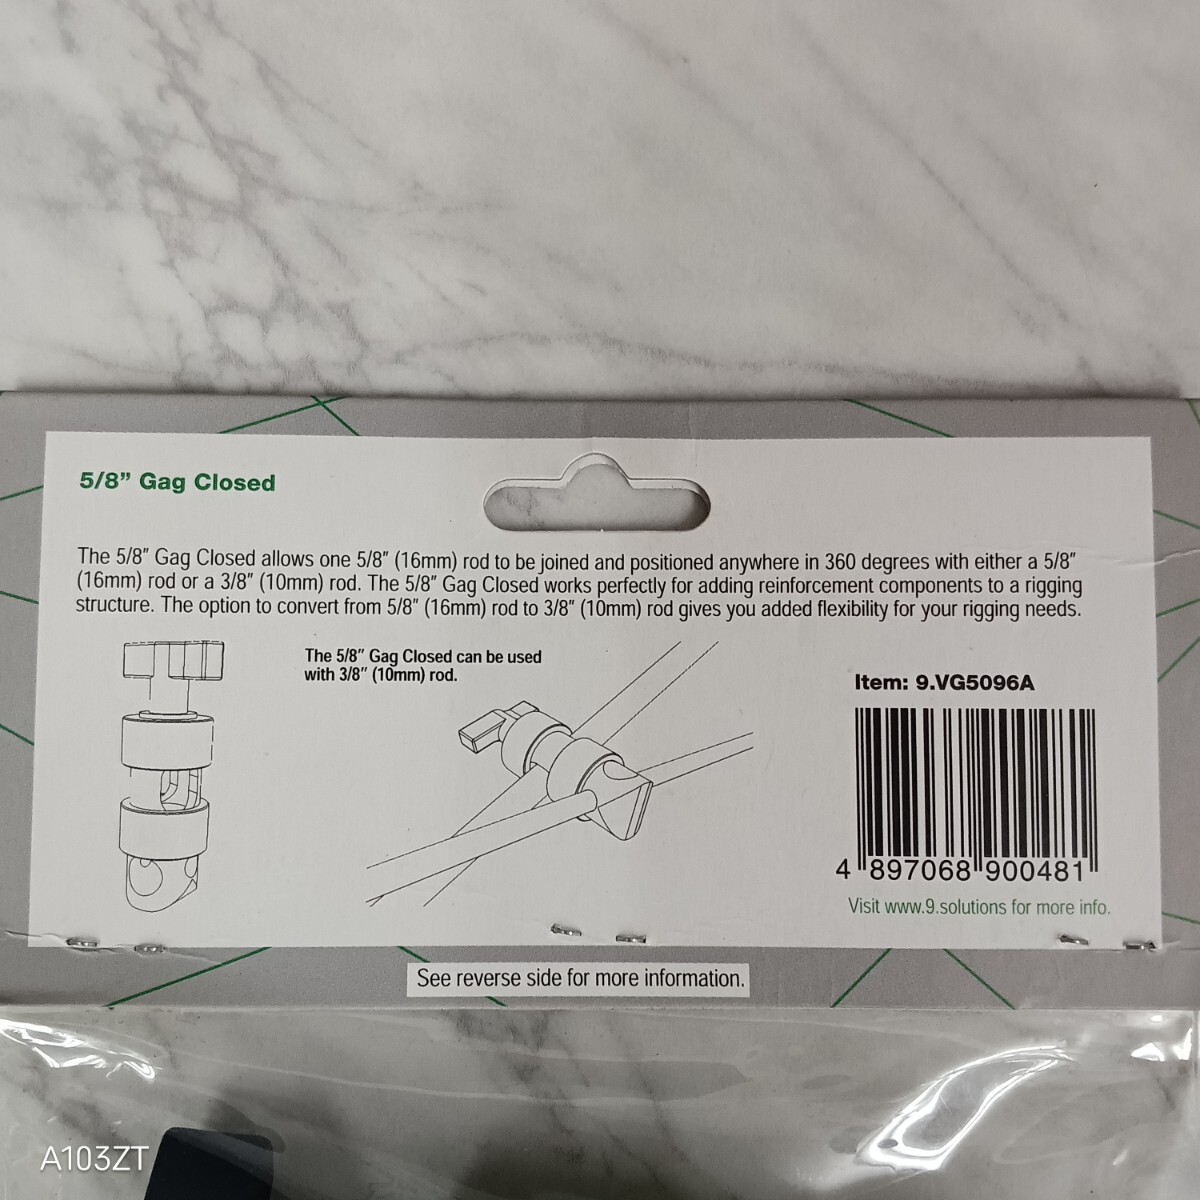 5/8” Gag Closed
The 5/8″ Gag Closed allows one 5/8″ (16mm) rod to be joined and positioned anywhere in 360 degrees with either a 5/8″
(16mm) rod or a 3/8″ (10mm) rod. The 5/8″ Gag Closed works perfectly for adding reinforcement components to a rigging
structure. The option to convert from 5/8″ (16mm) rod to 3/8″ (10mm) rod gives you added flexibility for your rigging needs.
The 5/8″ Gag Closed can be used
with 3/8″ (10mm) rod.
Item: 9.VG5096A
4 897068 900481
Visit www.9.solutions for more info.
See reverse side for more information.
A103ZT